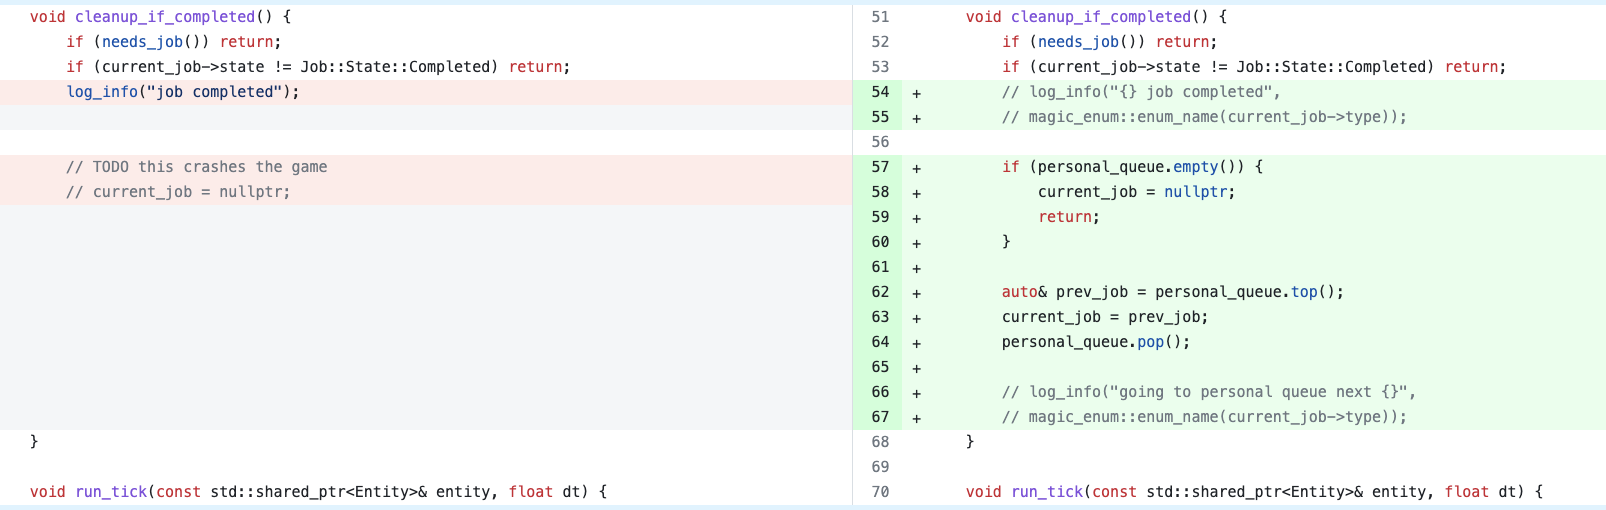 void cleanup_if_completed() {
    if (needs_job()) return;
    if (current_job->state != Job::State::Completed) return;
    log_info("job completed");

    // TODO this crashes the game
    // current_job = nullptr;
}

void run_tick(const std::shared_ptr<Entity>& entity, float dt) {

51     void cleanup_if_completed() {
52         if (needs_job()) return;
53         if (current_job->state != Job::State::Completed) return;
54 +       // log_info("{} job completed",
55 +       // magic_enum::enum_name(current_job->type));
56
57 +       if (personal_queue.empty()) {
58 +           current_job = nullptr;
59 +           return;
60 +       }
61 +
62 +       auto& prev_job = personal_queue.top();
63 +       current_job = prev_job;
64 +       personal_queue.pop();
65 +
66 +       // log_info("going to personal queue next {}",
67 +       // magic_enum::enum_name(current_job->type));
68     }
69
70     void run_tick(const std::shared_ptr<Entity>& entity, float dt) {